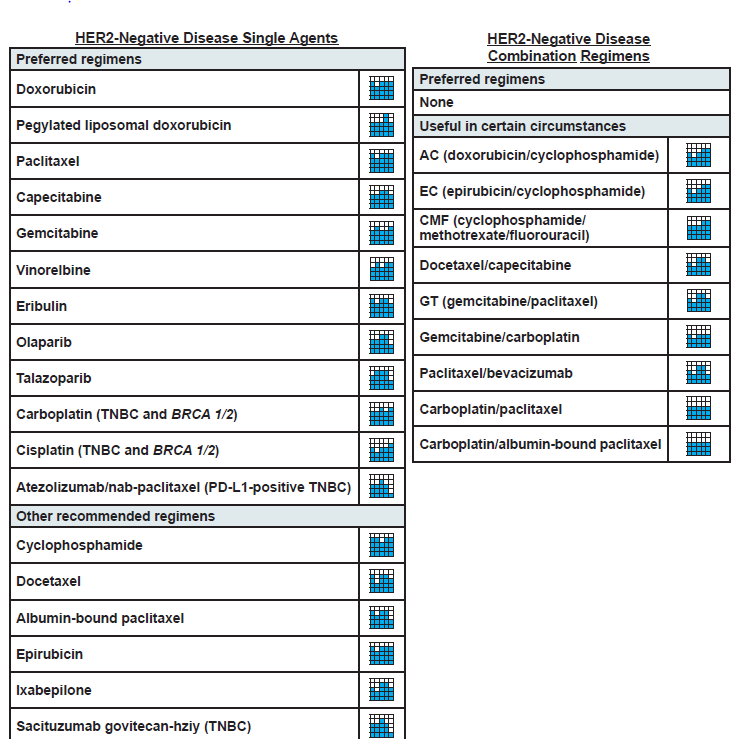 HER2-Negative Disease Single Agents
Preferred regimens
Doxorubicin
Pegylated liposomal doxorubicin
Paclitaxel
Capecitabine
Gemcitabine
Vinorelbine
Eribulin
Olaparib
Talazoparib
Carboplatin (TNBC and BRCA 1/2)
Cisplatin (TNBC and BRCA 1/2)
Atezolizumab/nab-paclitaxel (PD-L1-positive TNBC)
Other recommended regimens
Cyclophosphamide
Docetaxel
Albumin-bound paclitaxel
Epirubicin
Ixabepilone
Sacituzumab govitecan-hziy (TNBC)
HER2-Negative Disease
Combination Regimens
Preferred regimens
None
Useful in certain circumstances
AC (doxorubicin/cyclophosphamide)
EC (epirubicin/cyclophosphamide)
CMF (cyclophosphamide/
methotrexate/fluorouracil)
Docetaxel/capecitabine
GT (gemcitabine/paclitaxel)
Gemcitabine/carboplatin
Paclitaxel/bevacizumab
Carboplatin/paclitaxel
Carboplatin/albumin-bound paclitaxel